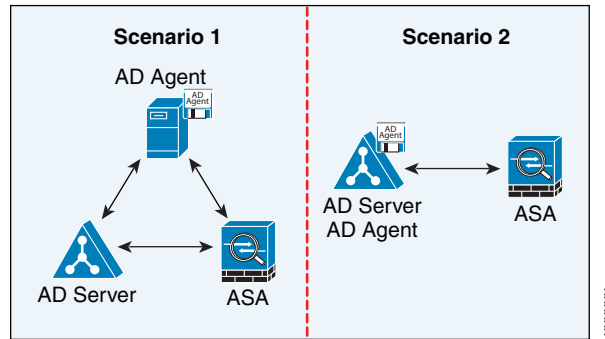 Scenario 1
AD Agent
AD
Agent
AD Server
ASA
Scenario 2
AD
Agent
AD Server
AD Agent
ASA